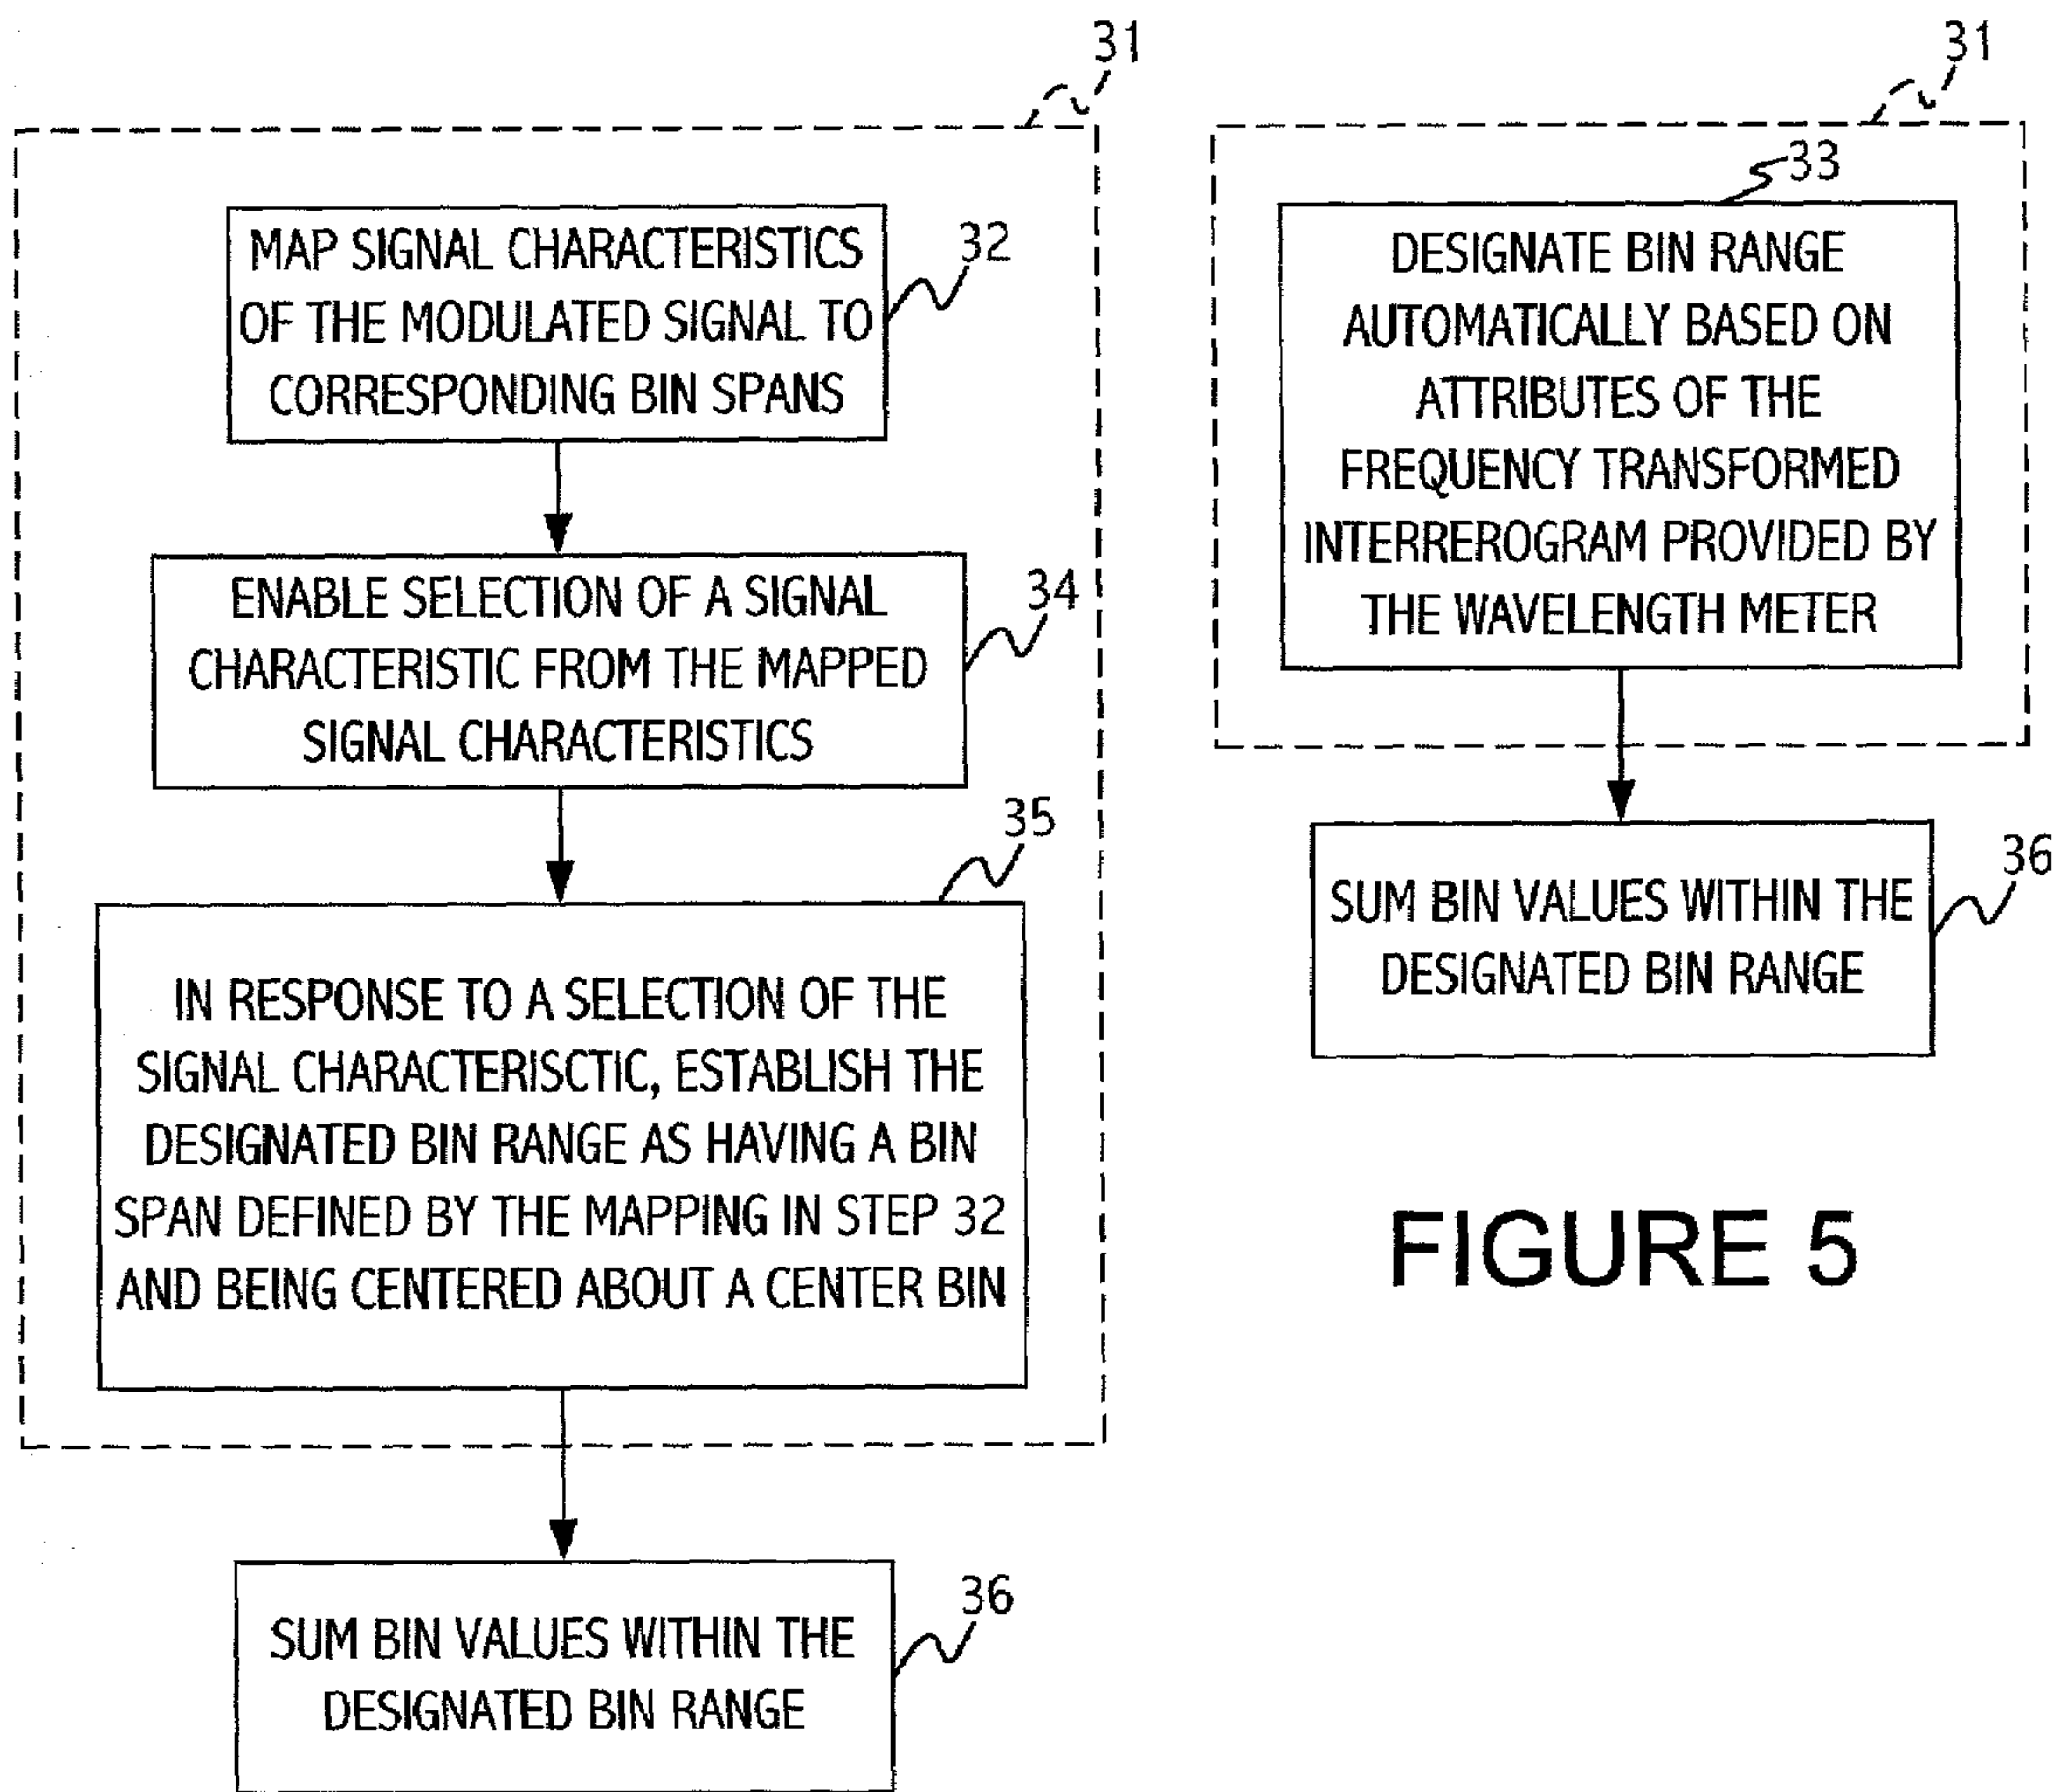 31
MAP SIGNAL CHARACTERISTICS
OF THE MODULATED SIGNAL TO
CORRESPONDING BIN SPANS
32
ENABLE SELECTION OF A SIGNAL
CHARACTERISTIC FROM THE MAPPED
SIGNAL CHARACTERISTICS
34
35
IN RESPONSE TO A SELECTION OF THE
SIGNAL CHARACTERISCTIC, ESTABLISH THE
DESIGNATED BIN RANGE AS HAVING A BIN
SPAN DEFINED BY THE MAPPING IN STEP 32
AND BEING CENTERED ABOUT A CENTER BIN
SUM BIN VALUES WITHIN THE
DESIGNATED BIN RANGE
36
31
33
DESIGNATE BIN RANGE
AUTOMATICALLY BASED ON
ATTRIBUTES OF THE
FREQUENCY TRANSFORMED
INTERREROGRAM PROVIDED BY
THE WAVELENGTH METER
SUM BIN VALUES WITHIN THE
DESIGNATED BIN RANGE
36
FIGURE 5